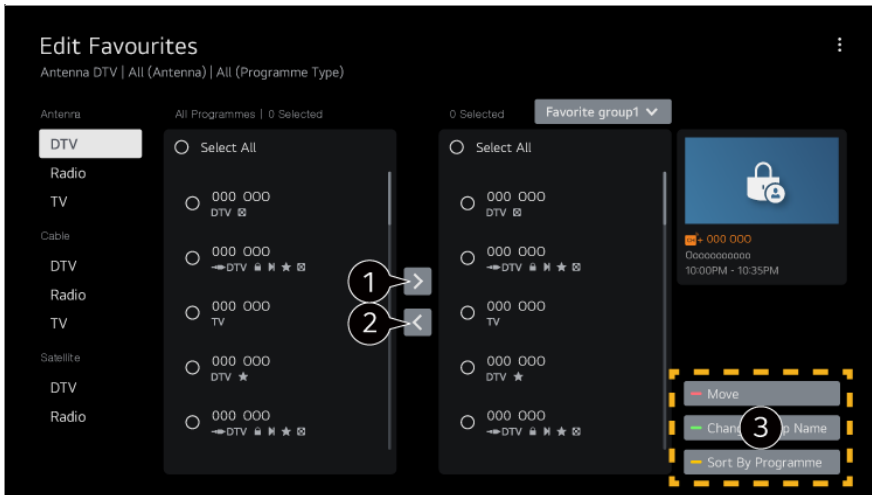 Edit Favourites
Antenna DTV | All (Antenna) | All (Programme Type)
Antenna
DTV
Radio
TV
Cable
DTV
Radio
TV
Satellite
DTV
Radio
All Programmes | 0 Selected
Select All
000 000
DTV
000 000
DTV
000 000
TV
000 000
DTV
000 000
DTV
1
2
0 Selected
Favorite group1
Select All
000 000
DTV
000 000
DTV
000 000
TV
000 000
DTV
000 000
DTV
+ 000 000
Oooooooooo
10:00PM - 10:35PM
Move
3
Name
Sort By Programme